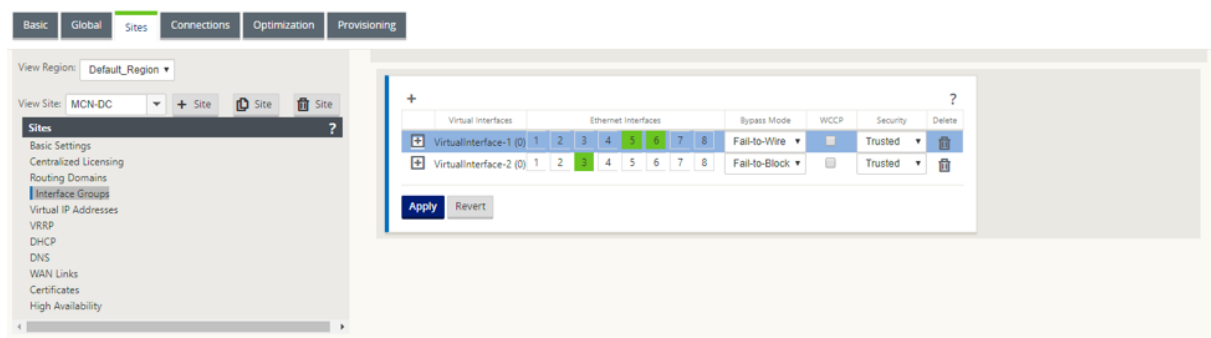 Basic Global Sites Connections Optimization Provisioning
View Region: Default_Region
View Site: MCN-DC + Site Site Site
Sites ?
Basic Settings
Centralized Licensing
Routing Domains
Interface Groups
Virtual IP Addresses
VRRP
DHCP
DNS
WAN Links
Certificates
High Availability
+ ?
Virtual Interfaces Ethernet Interfaces Bypass Mode WCCP Security Delete
VirtualInterface-1 (0) 1 2 3 4 5 6 7 8 Fail-to-Wire Trusted
VirtualInterface-2 (0) 1 2 3 4 5 6 7 8 Fail-to-Block Trusted
Apply Revert